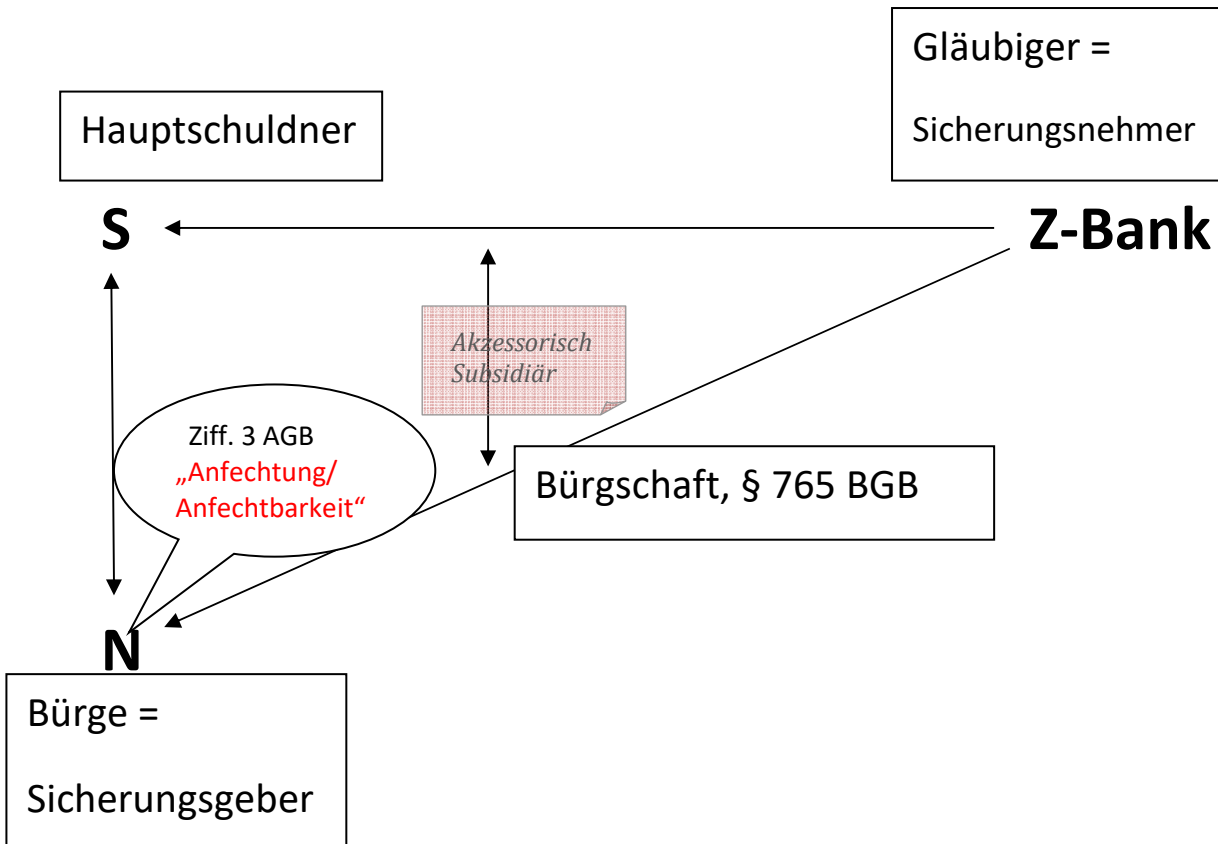 Gläubiger =
Sicherungsnehmer
Hauptschuldner
S
Z-Bank
Akzessorisch
Subsidiär
Ziff. 3 AGB
„Anfechtung/
Anfechtbarkeit“
Bürgschaft, § 765 BGB
N
Bürge =
Sicherungsgeber